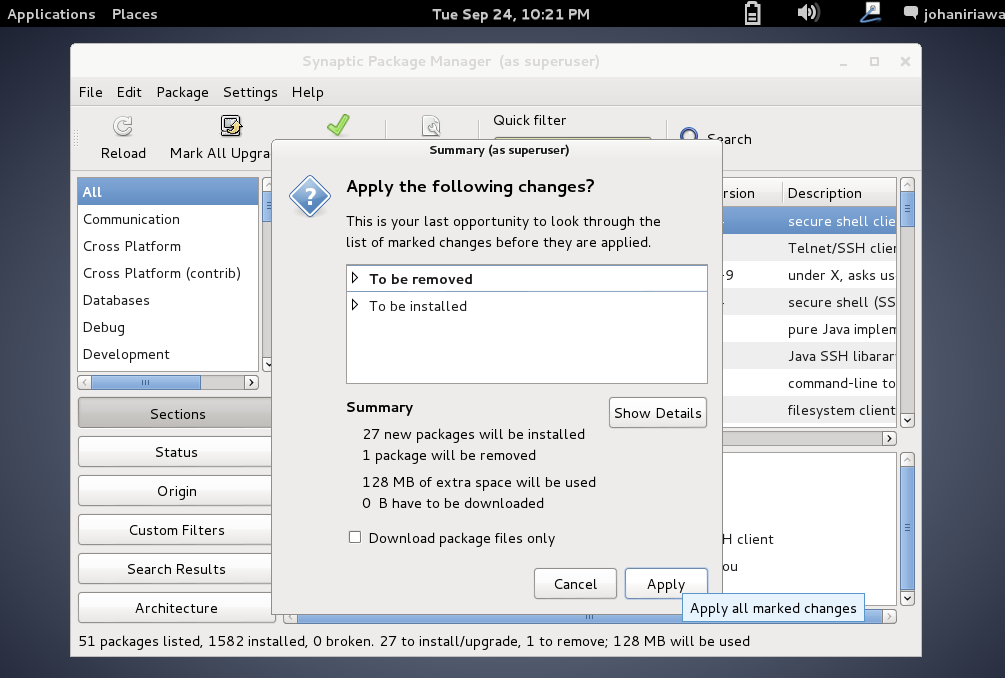 Applications Places Tue Sep 24, 10:21 PM johaniriawa
Synaptic Package Manager (as superuser)
File Edit Package Settings Help
Reload
Mark All Upgra
Quick filter
Search
Summary (as superuser)
Apply the following changes?
This is your last opportunity to look through the
list of marked changes before they are applied.
To be removed
To be installed
Summary
Show Details
27 new packages will be installed
1 package will be removed
128 MB of extra space will be used
0 B have to be downloaded
Download package files only
Cancel
Apply
Apply all marked changes
All
Communication
Cross Platform
Cross Platform (contrib)
Databases
Debug
Development
Sections
Status
Origin
Custom Filters
Search Results
Architecture
rsion Description
secure shell clie
Telnet/SSH clien
-9 under X, asks us
secure shell (SS
pure Java implem
Java SSH libarar
command-line to
filesystem client
H client
ou
51 packages listed, 1582 installed, 0 broken. 27 to install/upgrade, 1 to remove; 128 MB will be used